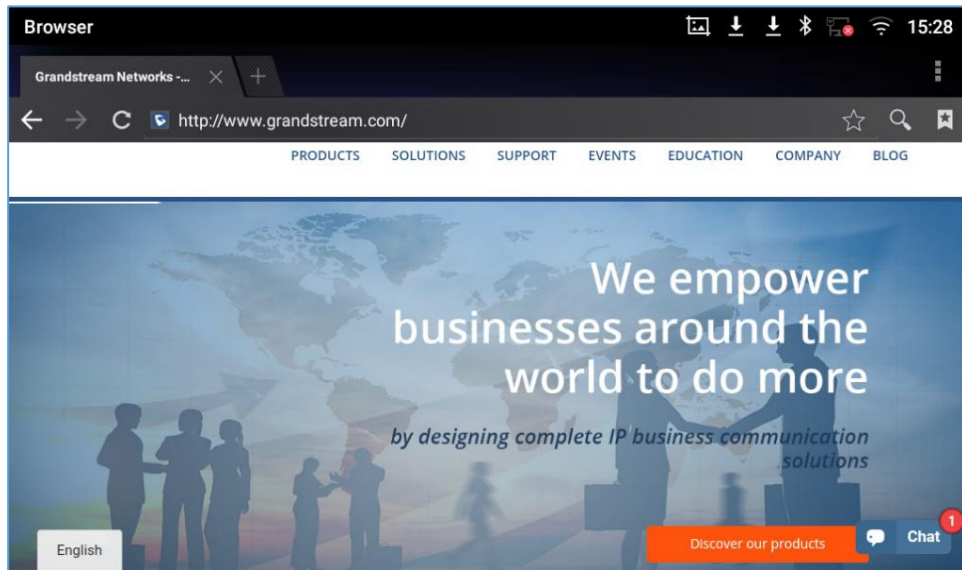 Browser
15:28
Grandstream Networks -...
http://www.grandstream.com/
PRODUCTS SOLUTIONS SUPPORT EVENTS EDUCATION COMPANY BLOG
We empower
businesses around the
world to do more
by designing complete IP business communication
solutions
English
Discover our products
Chat
1